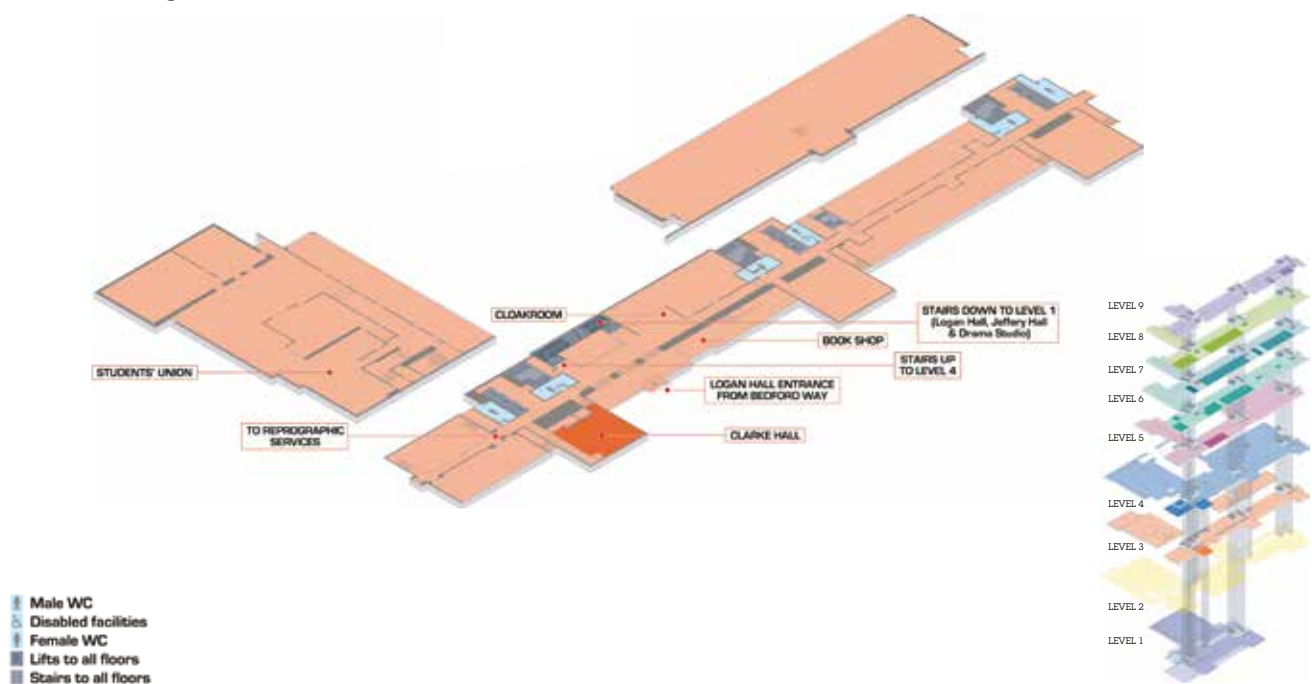 CLOAKROOM
STAIRS DOWN TO LEVEL 1
(Logan Hall, Jeffery Hall
& Drama Studio)
BOOK SHOP
STUDENTS' UNION
STAIRS UP
TO LEVEL 4
LOGAN HALL ENTRANCE
FROM BEDFORD WAY
TO REPROGRAPHIC
SERVICES
CLARKE HALL
LEVEL 9
LEVEL 8
LEVEL 7
LEVEL 6
LEVEL 5
LEVEL 4
LEVEL 3
LEVEL 2
LEVEL 1
Male WC
Disabled facilities
Female WC
Lifts to all floors
Stairs to all floors